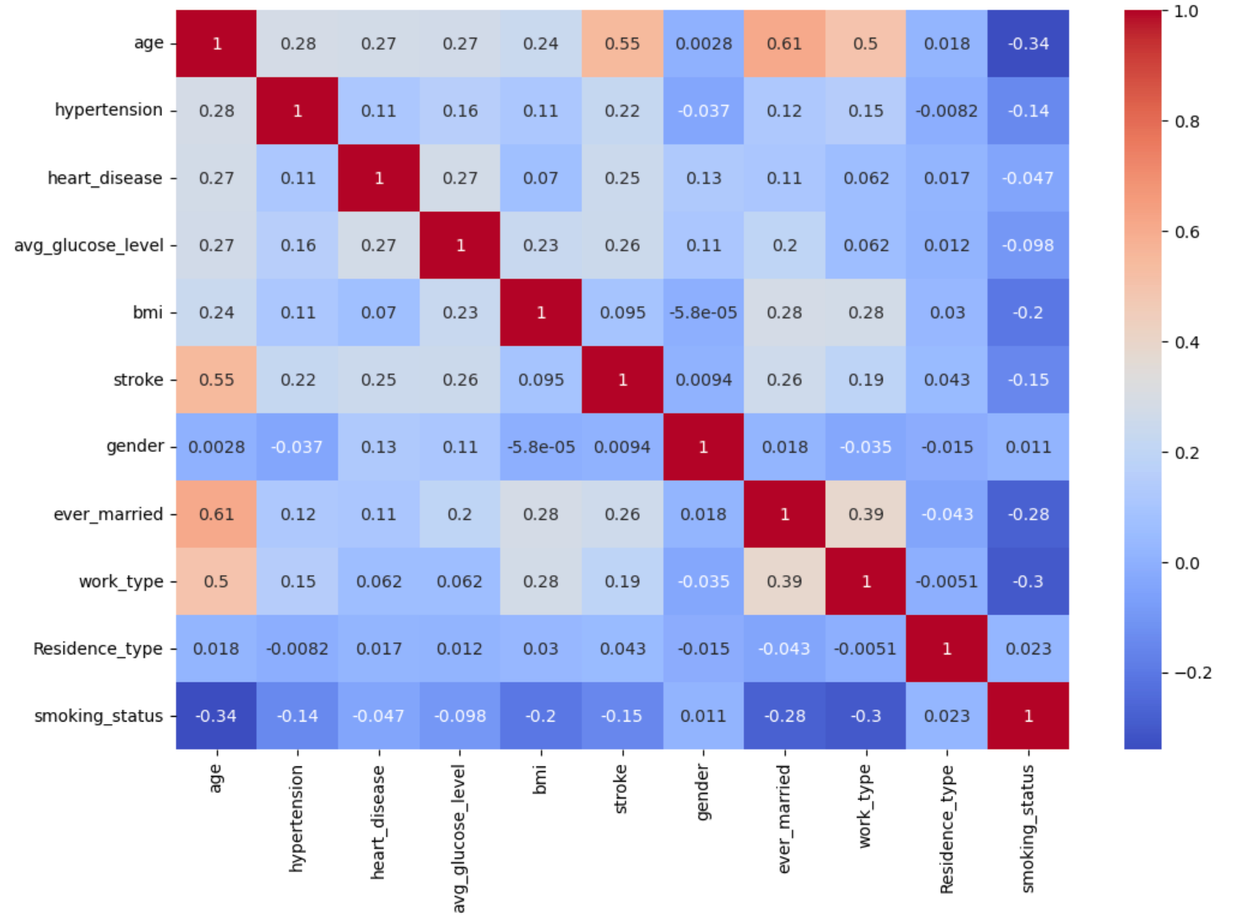 age 1 0.28 0.27 0.27 0.24 0.55 0.0028 0.61 0.5 0.018 -0.34
hypertension 0.28 1 0.11 0.16 0.11 0.22 -0.037 0.12 0.15 -0.0082 -0.14
heart_disease 0.27 0.11 1 0.27 0.07 0.25 0.13 0.11 0.062 0.017 -0.047
avg_glucose_level 0.27 0.16 0.27 1 0.23 0.26 0.11 0.2 0.062 0.012 -0.098
bmi 0.24 0.11 0.07 0.23 1 0.095 -5.8e-05 0.28 0.28 0.03 -0.2
stroke 0.55 0.22 0.25 0.26 0.095 1 0.0094 0.26 0.19 0.043 -0.15
gender 0.0028 -0.037 0.13 0.11 -5.8e-05 0.0094 1 0.018 -0.035 -0.015 0.011
ever_married 0.61 0.12 0.11 0.2 0.28 0.26 0.018 1 0.39 -0.043 -0.28
work_type 0.5 0.15 0.062 0.062 0.28 0.19 -0.035 0.39 1 -0.0051 -0.3
Residence_type 0.018 -0.0082 0.017 0.012 0.03 0.043 -0.015 -0.043 -0.0051 1 0.023
smoking_status -0.34 -0.14 -0.047 -0.098 -0.2 -0.15 0.011 -0.28 -0.3 0.023 1
age
hypertension
heart_disease
avg_glucose_level
bmi
stroke
gender
ever_married
work_type
Residence_type
smoking_status
1.0
0.8
0.6
0.4
0.2
0.0
−0.2